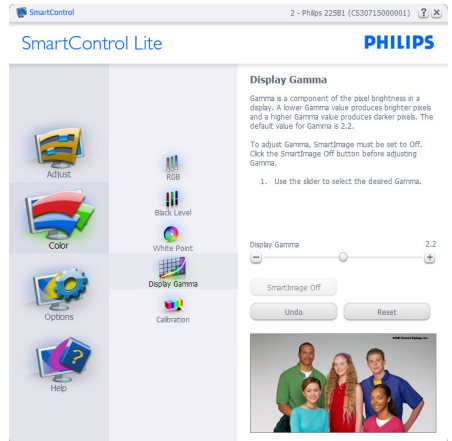 SmartControl
2 - Philips 225B1 (CS30715000001)
?
SmartControl Lite
PHILIPS
Adjust
Color
Options
Help
RGB
Black Level
White Point
Display Gamma
Calibration
Display Gamma
Gamma is a component of the pixel brightness in a
display. A lower Gamma value produces brighter pixels
and a higher Gamma value produces darker pixels. The
default value for Gamma is 2.2.
To adjust Gamma, SmartImage must be set to Off.
Click the SmartImage Off button before adjusting
Gamma.
1. Use the slider to select the desired Gamma.
Display Gamma 2.2
SmartImage Off
Undo
Reset